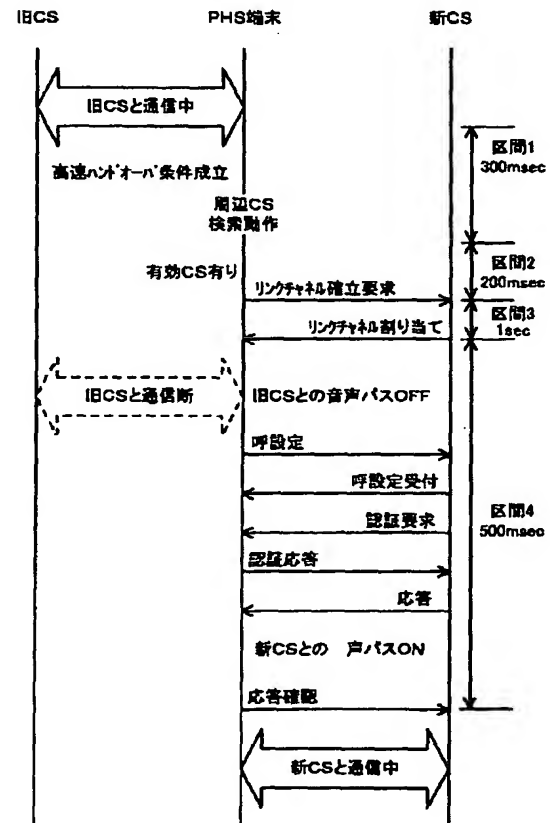 旧CS
PHS端末
新CS
旧CSと通信中
高速ハンドオーバ条件成立
周辺CS
検索動作
区間1
300msec
有効CS有り
区間2
200msec
リンクチャネル確立要求
区間3
1sec
リンクチャネル割り当て
旧CSと通信断
旧CSとの音声パスOFF
呼設定
呼設定受付
認証要求
区間4
500msec
認証応答
応答
新CSとの 声パスON
応答確認
新CSと通信中